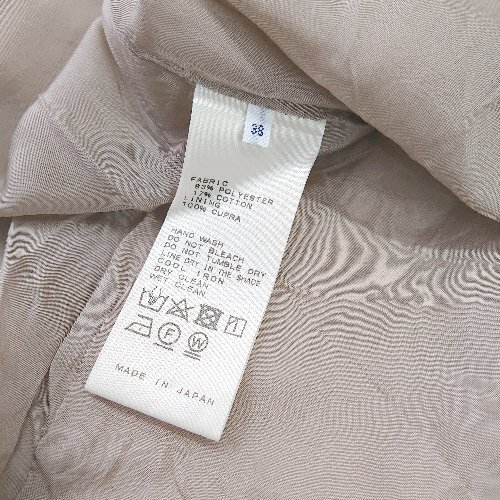 38
FABRIC
83% POLYESTER
17% COTTON
LINING
100% CUPRA
HAND WASH
DO NOT BLEACH
DO NOT TUMBLE DRY
LINE DRY IN THE SHADE
COOL IRON
DRY CLEAN
WET CLEAN
F W
MADE IN JAPAN